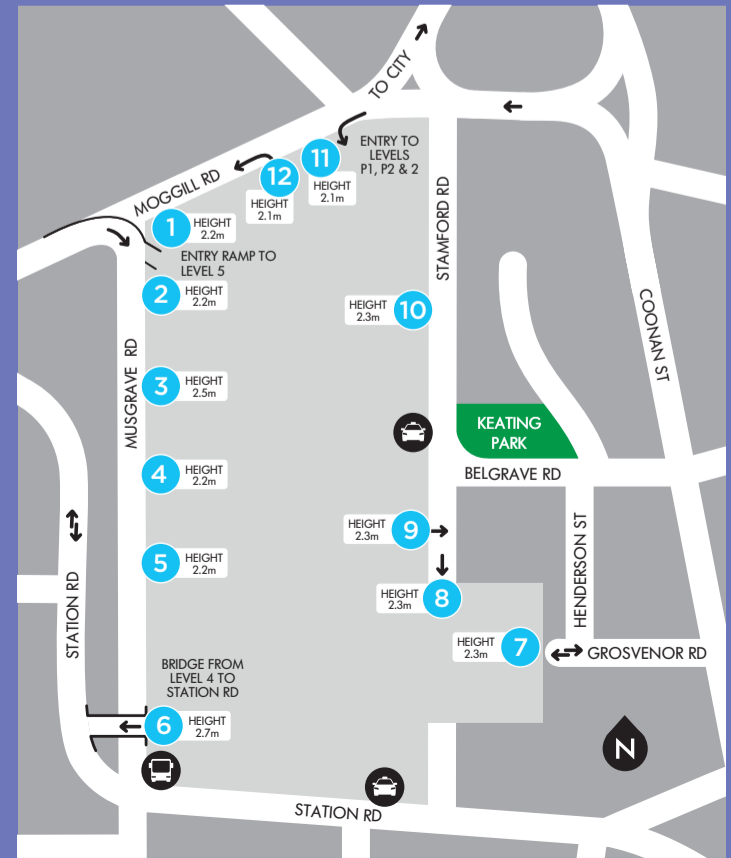 TO CITY
ENTRY TO
LEVELS
P1, P2 & 2
11
HEIGHT
2.1m
12
HEIGHT
2.1m
MOGGILL RD
1
HEIGHT
2.2m
ENTRY RAMP TO
LEVEL 5
2
HEIGHT
2.2m
STAMFORD RD
HEIGHT
2.3m
10
COONAN ST
MUSGRAVE RD
3
HEIGHT
2.5m
KEATING
PARK
4
HEIGHT
2.2m
BELGRAVE RD
HEIGHT
2.3m
9
HENDERSON ST
5
HEIGHT
2.2m
HEIGHT
2.3m
8
STATION RD
HEIGHT
2.3m
7
GROSVENOR RD
BRIDGE FROM
LEVEL 4 TO
STATION RD
6
HEIGHT
2.7m
N
STATION RD